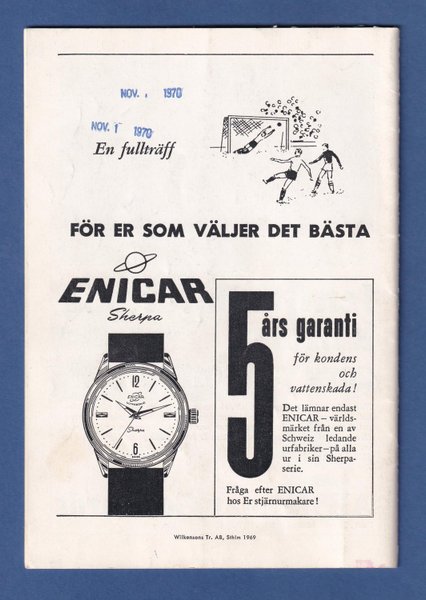 NOV. 1970
NOV. 1 1970
En fullträff
FÖR ER SOM VÄLJER DET BÄSTA
ENICAR
Sherpa
5 års garanti
för kondens
och
vattenskada!
Det lämnar endast
ENICAR – världs-
märket från en av
Schweiz ledande
urfabriker – på alla
ur i sin Sherpa-
serie.
Fråga efter ENICAR
hos Er stjärnurmakare!
12
ENICAR
Sherpa
6
Wilkensons Tr. AB, Sthlm 1969